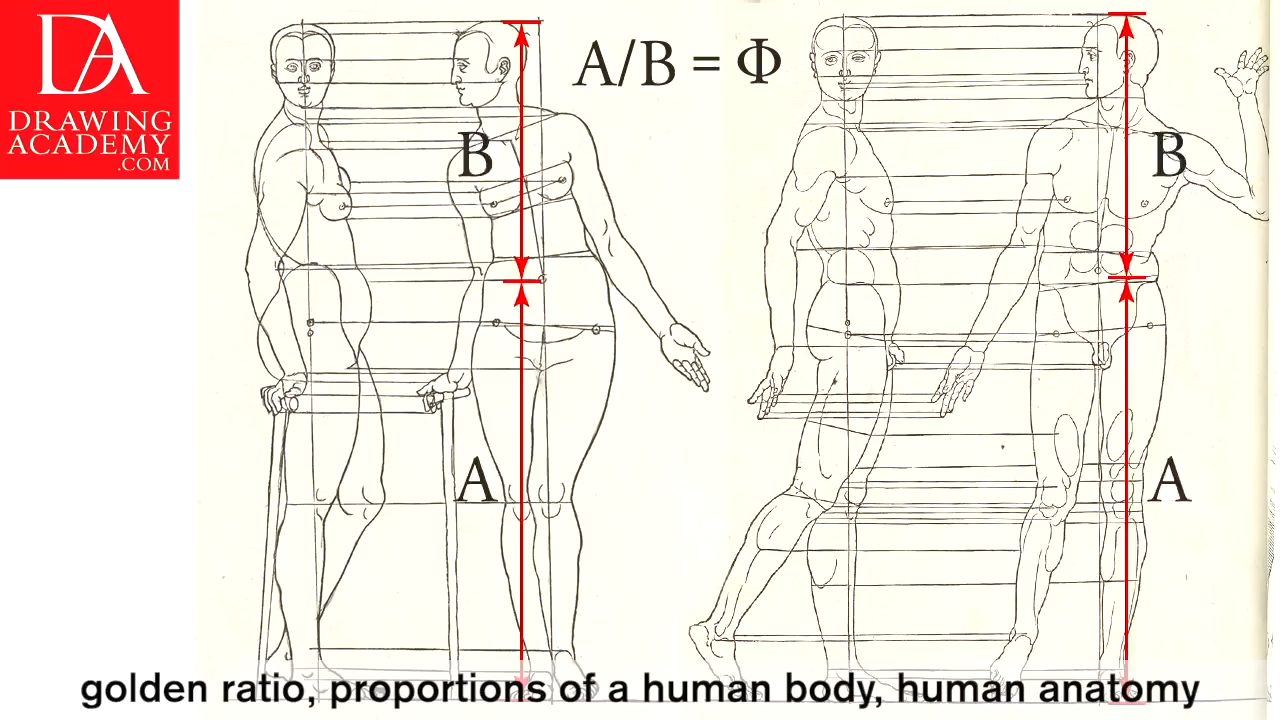 DA
DRAWING
ACADEMY
.COM
A/B = Φ
B
B
A
A
golden ratio, proportions of a human body, human anatomy